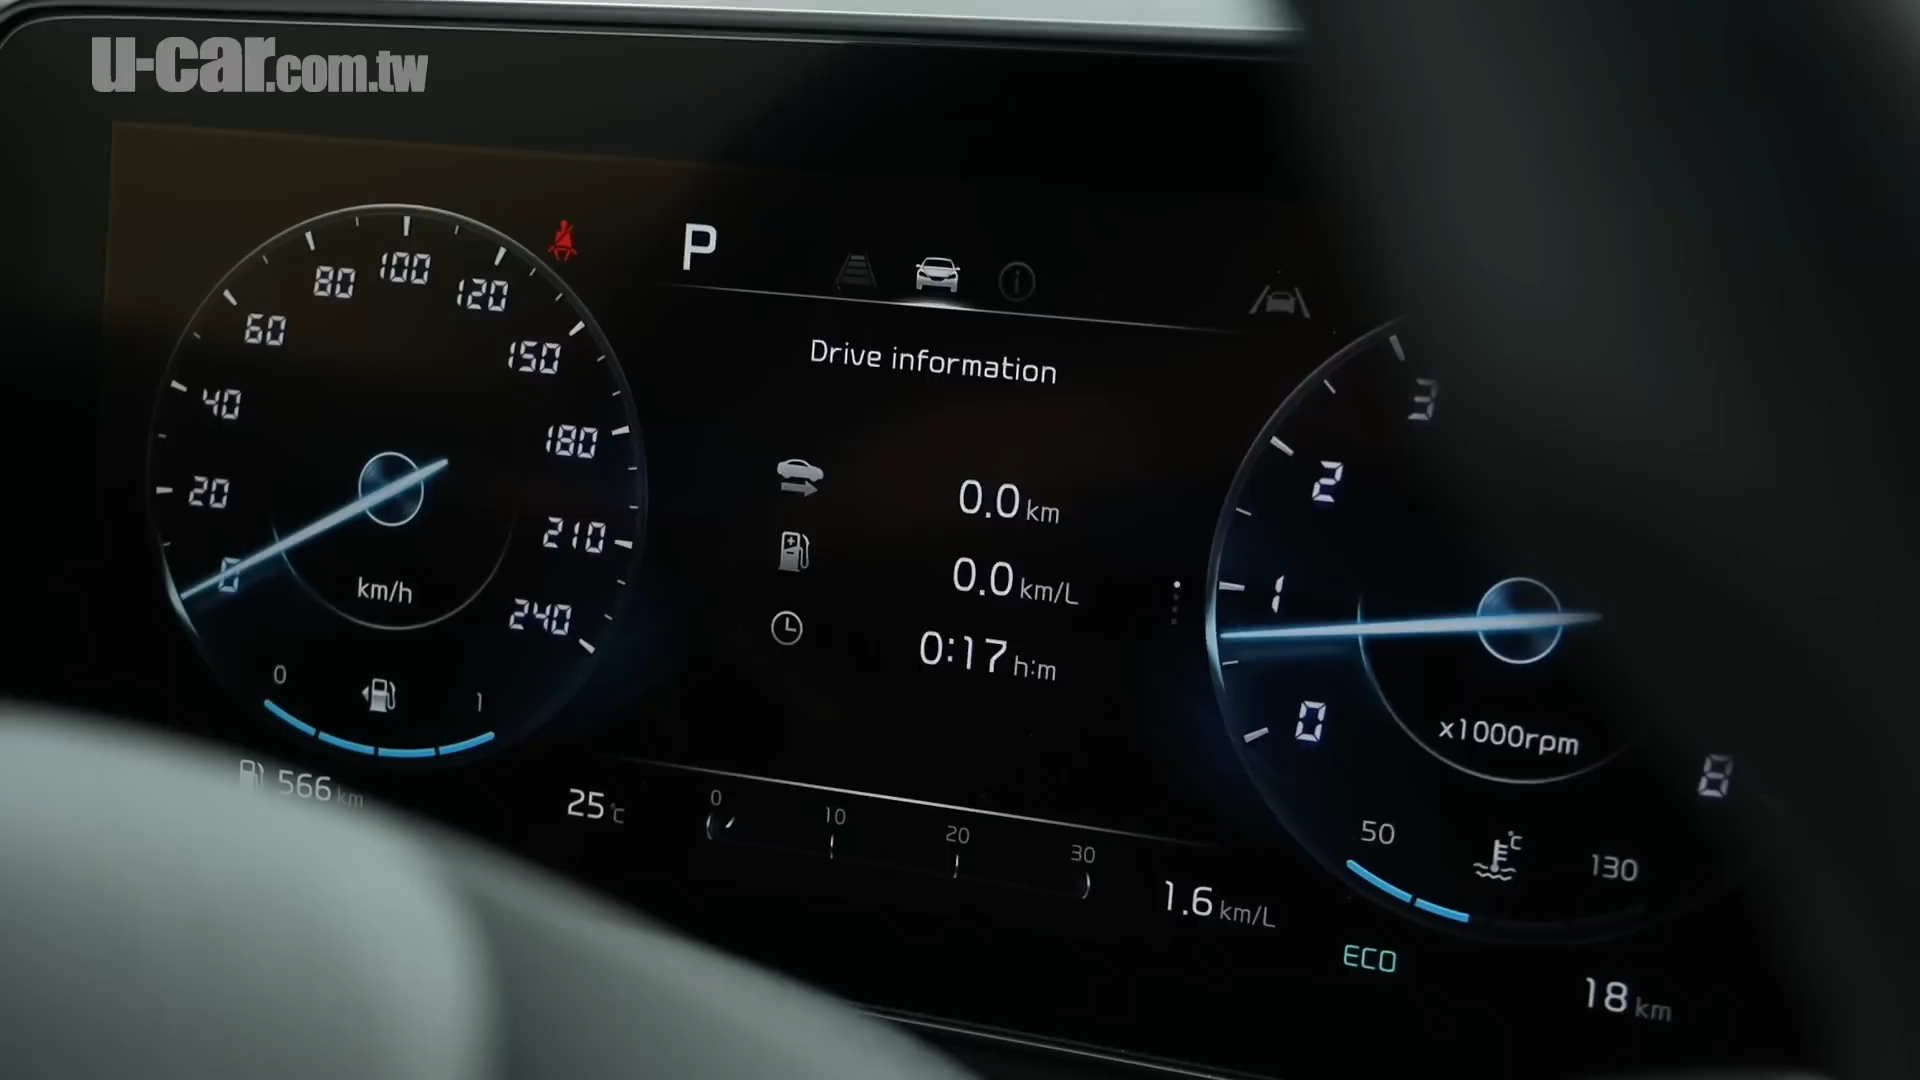 u-car.com.tw
P
100
80
120
60
150
40
180
20
210
0
240
km/h
0
1
566 km
25 °C
Drive information
0.0 km
0.0 km/L
0:17 h:m
0
10
20
30
1.6 km/L
3
2
1
0
8
x1000rpm
50
°C
130
ECO
18 km